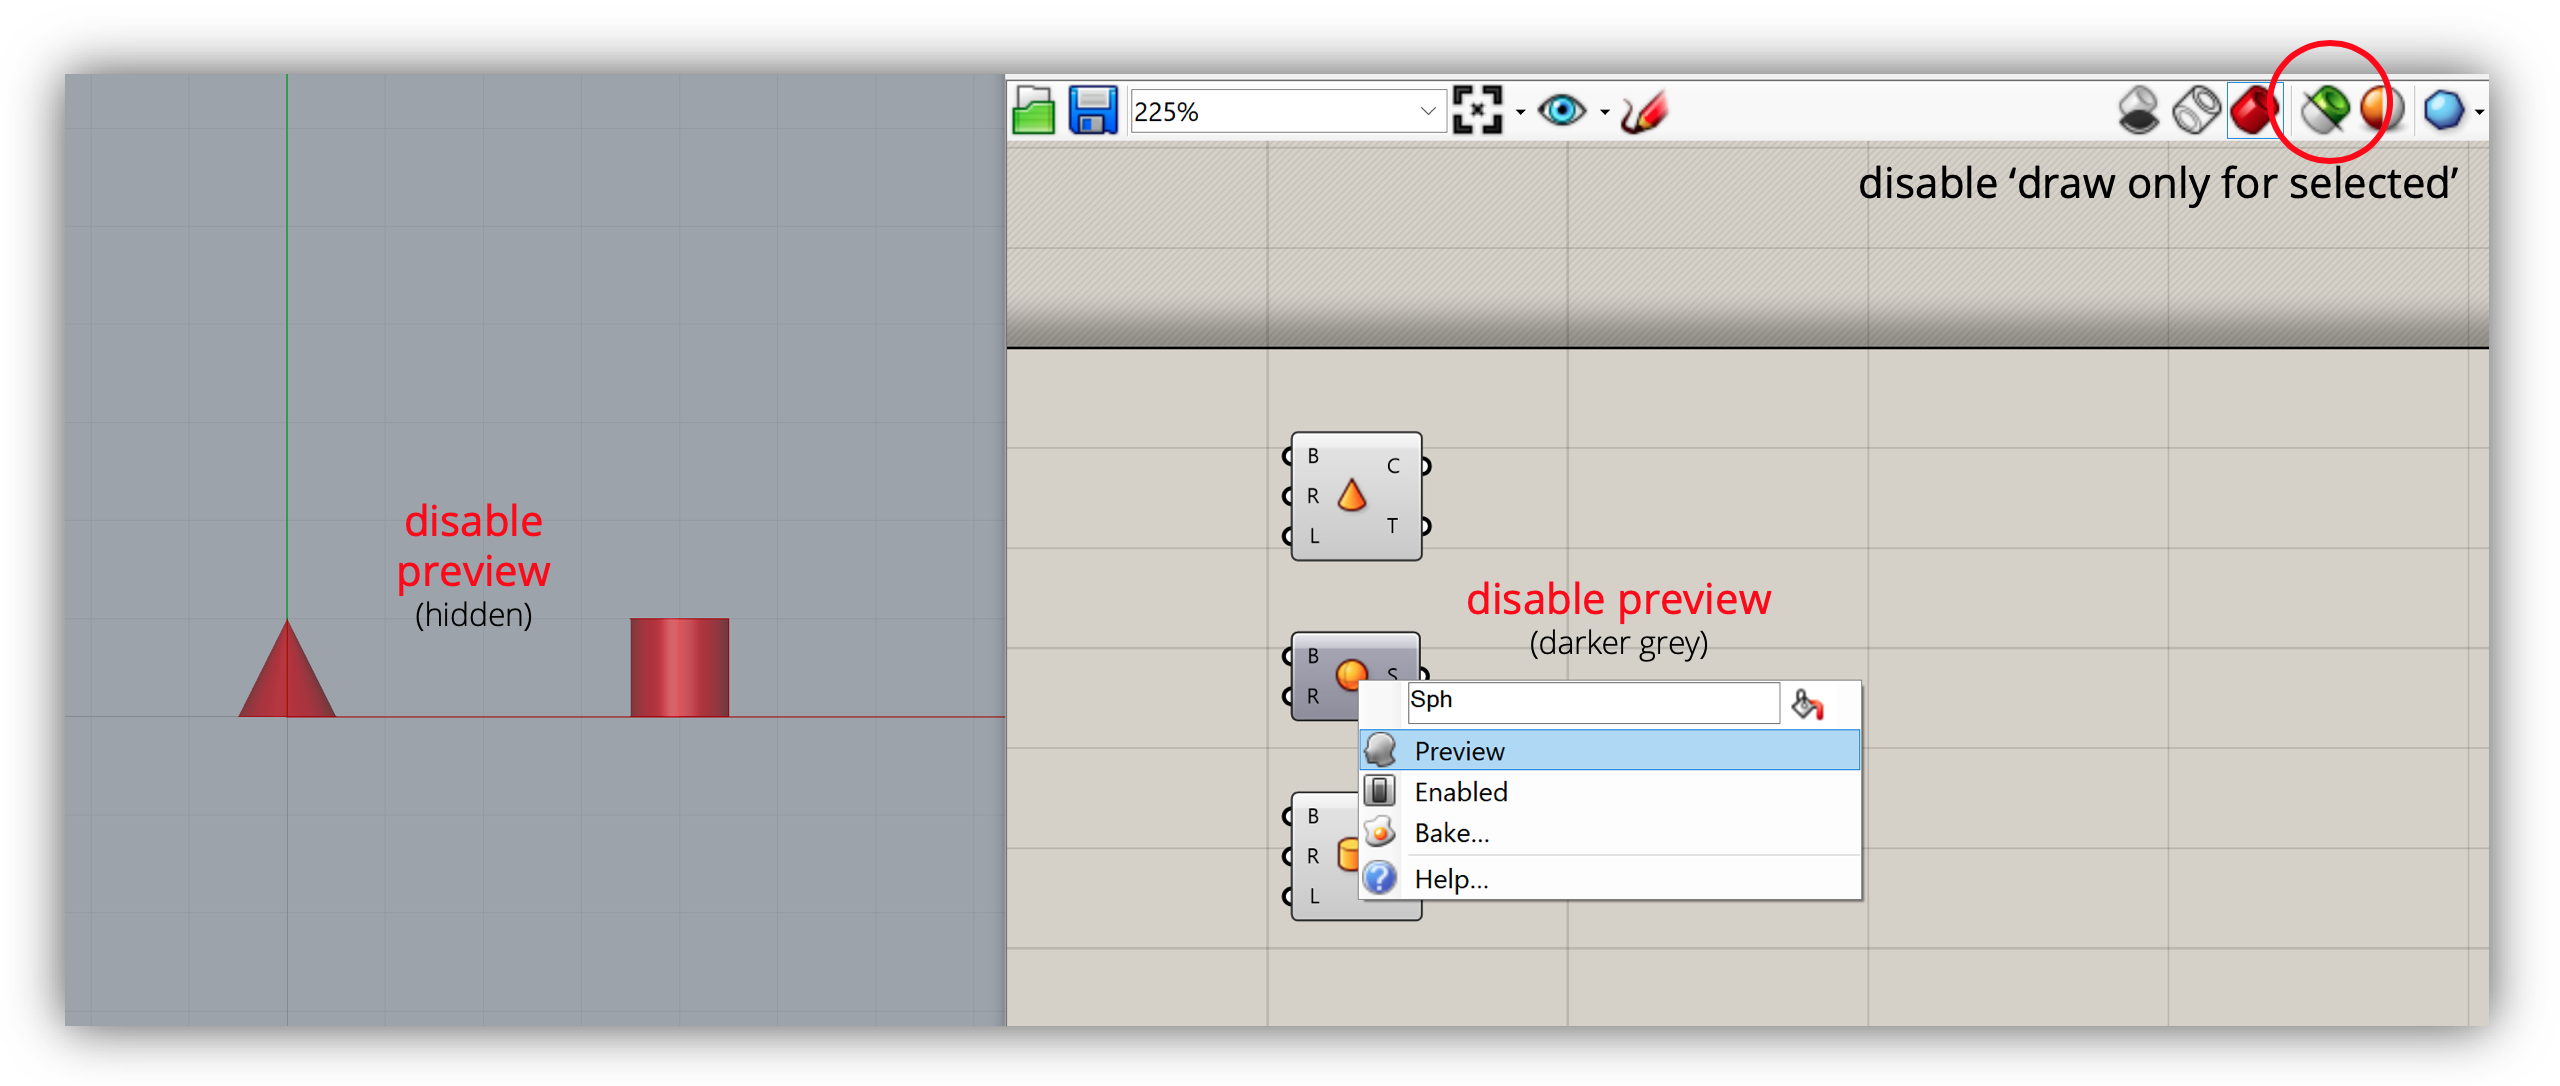 225%
disable ‘draw only for selected’
disable
preview
(hidden)
B
R
L
C
T
disable preview
(darker grey)
B
R
S
Sph
Preview
Enabled
Bake...
Help...
B
R
L